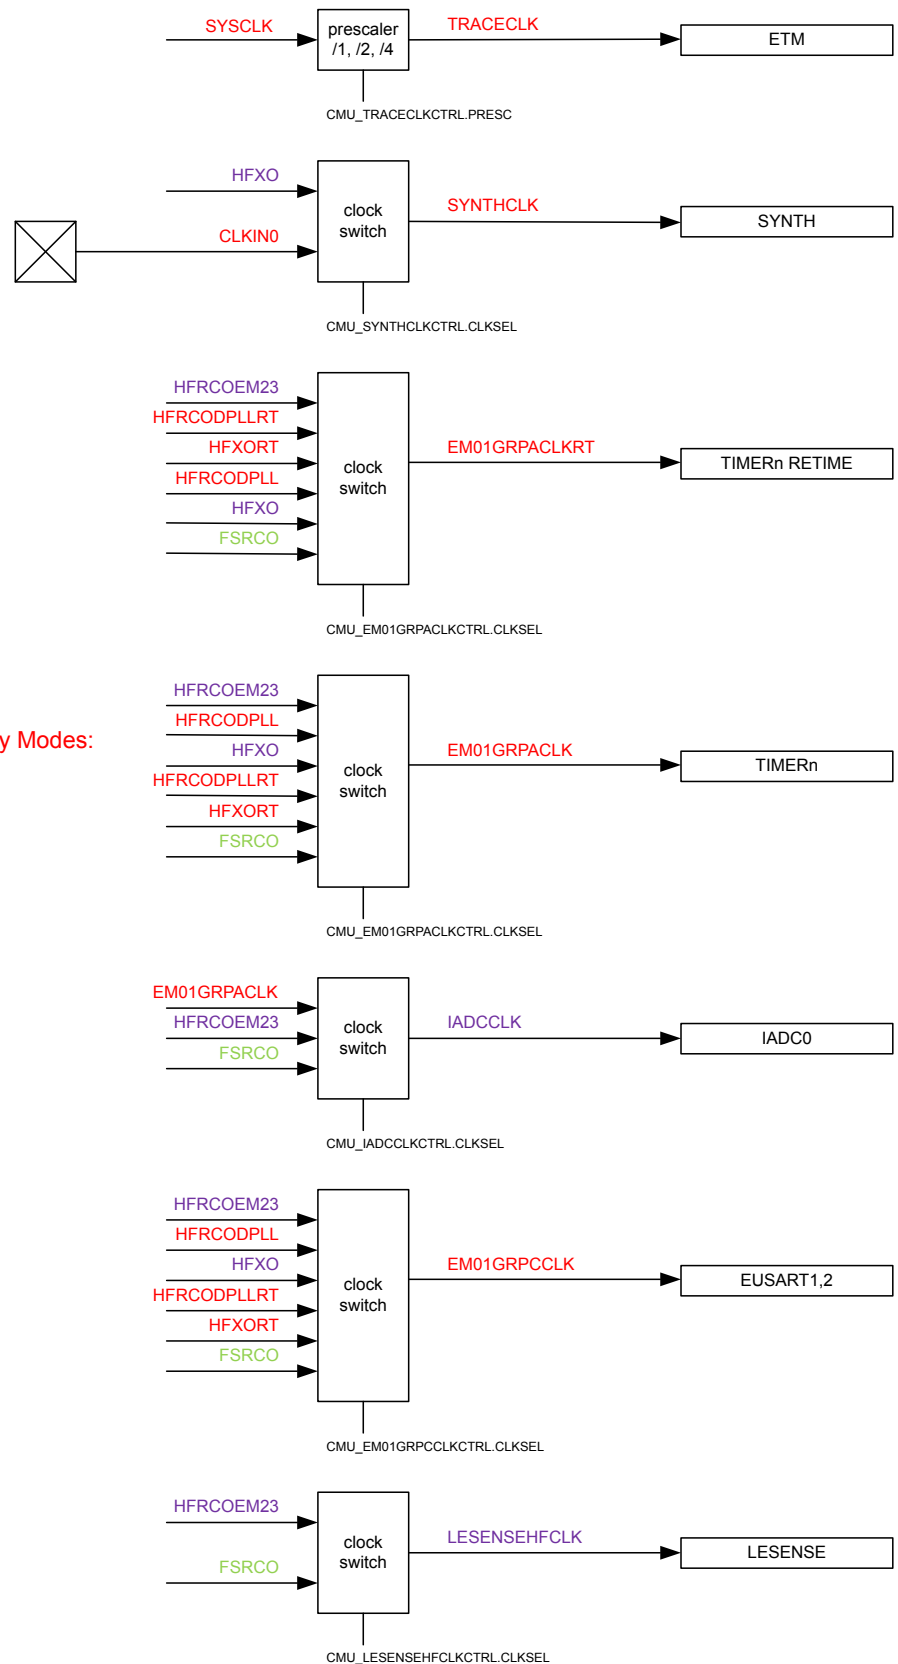 SYSCLK
prescaler
/1, /2, /4
TRACECLK
ETM
CMU_TRACECLKCTRL.PRESC
HFXO
CLKIN0
clock
switch
SYNTHCLK
SYNTH
CMU_SYNTHCLKCTRL.CLKSEL
HFRCOEM23
HFRCODPLLRT
HFXORT
HFRCODPLL
HFXO
FSRCO
clock
switch
EM01GRPACLKRT
TIMERn RETIME
CMU_EM01GRPACLKCTRL.CLKSEL
y Modes:
HFRCOEM23
HFRCODPLL
HFXO
HFRCODPLLRT
HFXORT
FSRCO
clock
switch
EM01GRPACLK
TIMERn
CMU_EM01GRPACLKCTRL.CLKSEL
EM01GRPACLK
HFRCOEM23
FSRCO
clock
switch
IADCCLK
IADC0
CMU_IADCCLKCTRL.CLKSEL
HFRCOEM23
HFRCODPLL
HFXO
HFRCODPLLRT
HFXORT
FSRCO
clock
switch
EM01GRPCCLK
EUSART1,2
CMU_EM01GRPCCLKCTRL.CLKSEL
HFRCOEM23
FSRCO
clock
switch
LESENSEHFCLK
LESENSE
CMU_LESENSEHFCLKCTRL.CLKSEL